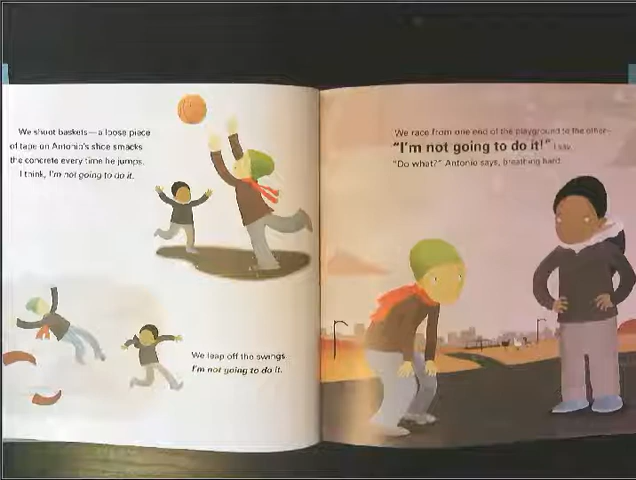 We shoot baskets—a loose piece
of tape on Antonio's shoe smacks
the concrete every time he jumps.
I think, I'm not going to do it.
We leap off the swings
I'm not going to do it.
We race from one end of the playground to the other—
"I'm not going to do it!" I say.
"Do what?" Antonio says, breathing hard.